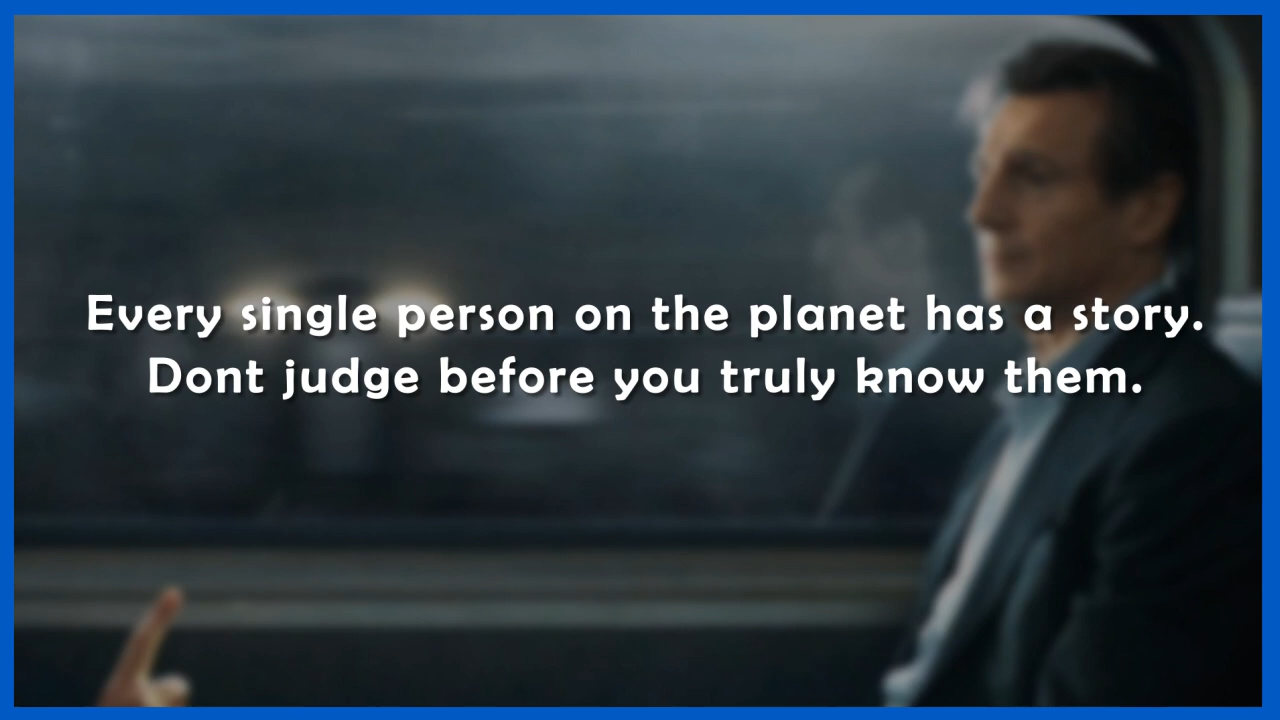 Every single person on the planet has a story.
Dont judge before you truly know them.